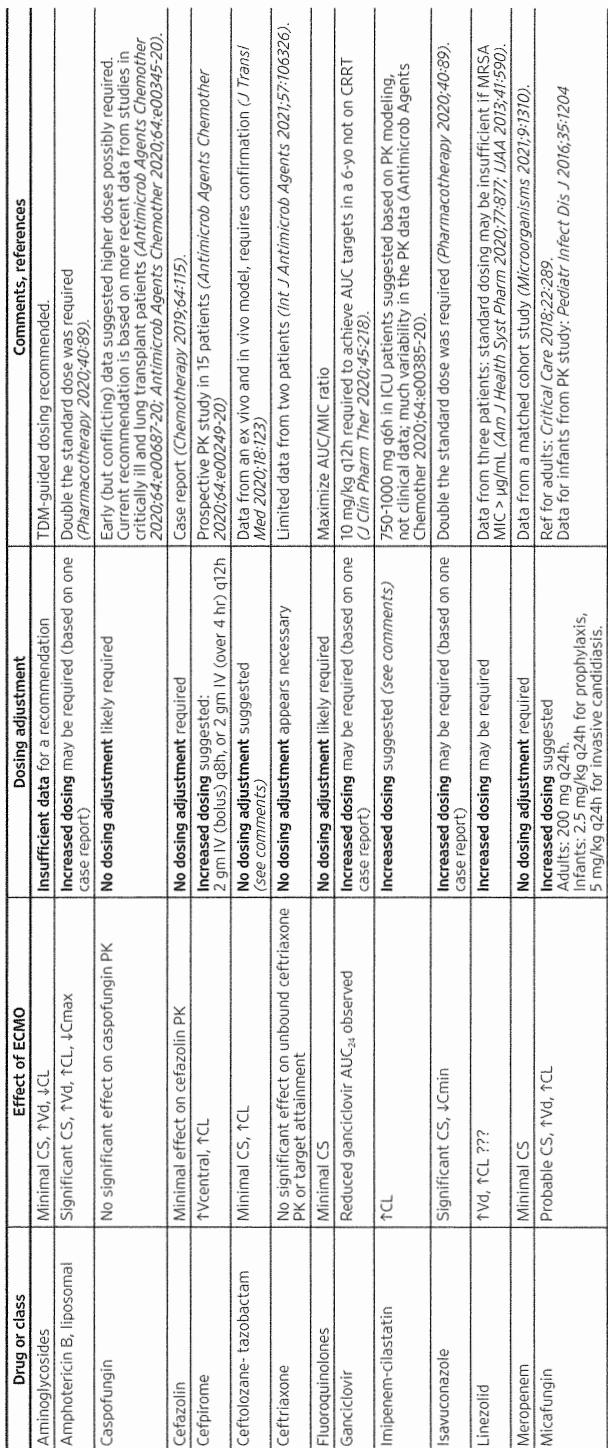 Drug or class | Effect of ECMO | Dosing adjustment | Comments, references
Aminoglycosides | Minimal CS, ↑Vd, ↓CL | Insufficient data for a recommendation | TDM-guided dosing recommended.
Amphotericin B, liposomal | Significant CS, ↑Vd, ↑CL, ↓Cmax | Increased dosing may be required (based on one | Double the standard dose was required
case report) | (Pharmacotherapy 2020;40-89).
Caspofungin | No significant effect on caspofungin PK | No dosing adjustment likely required | Early (but conflicting) data suggested higher doses possibly required.
Current recommendation is based on more recent data from studies in
critically ill and lung transplant patients (Antimicrob Agents Chemother
2020;64:e00687-20; Antimicrob Agents Chemother 2020;64:e00345-20).
Cefazolin | Minimal effect on cefazolin PK | No dosing adjustment required | Case report (Chemotherapy 2019;64:115).
Cefpirome | ↑Vcentral, ↑CL | Increased dosing suggested: | Prospective PK study in 15 patients (Antimicrob Agents Chemother
2 gm IV (bolus) q8h, or 2 gm IV (over 4 hr) q12h | 2020;64:e00249-20)
Ceftolozane- tazobactam | Minimal CS, ↑CL | No dosing adjustment suggested | Data from an ex vivo and in vivo model, requires confirmation (J Transl
(see comments) | Med 2020;18:123)
Ceftriaxone | No significant effect on unbound ceftriaxone | No dosing adjustment appears necessary | Limited data from two patients (Int J Antimicrob Agents 2021;57:106326).
PK or target attainment
Fluoroquinolones | Minimal CS | No dosing adjustment likely required | Maximize AUC/MIC ratio
Ganciclovir | Reduced ganciclovir AUC₂₄ observed | Increased dosing may be required (based on one | 10 mg/kg q12h required to achieve AUC targets in a 6-yo not on CRRT
case report) | (J Clin Pharm Ther 2020;45:218).
Imipenem-cilastatin | ↑CL | Increased dosing suggested (see comments) | 750-1000 mg q6h in ICU patients suggested based on PK modeling,
not clinical data; much variability in the PK data (Antimicrob Agents
Chemother 2020;64:e00385-20).
Isavuconazole | Significant CS, ↓Cmin | Increased dosing may be required (based on one | Double the standard dose was required (Pharmacotherapy 2020;40:89).
case report)
Linezolid | ↑Vd, ↑CL ??? | Increased dosing may be required | Data from three patients: standard dosing may be insufficient if MRSA
MIC > µg/mL (Am J Health Syst Pharm 2020;77:877; IJAA 2013;41:590).
Meropenem | Minimal CS | No dosing adjustment required | Data from a matched cohort study (Microorganisms 2021;9:1310).
Micafungin | Probable CS, ↑Vd, ↑CL | Increased dosing suggested | Ref for adults: Critical Care 2018;22:289.
Adults: 200 mg q24h. | Data for infants from PK study: Pediatr Infect Dis J 2016;35:1204
Infants: 2.5 mg/kg q24h for prophylaxis,
5 mg/kg q24h for invasive candidiasis.